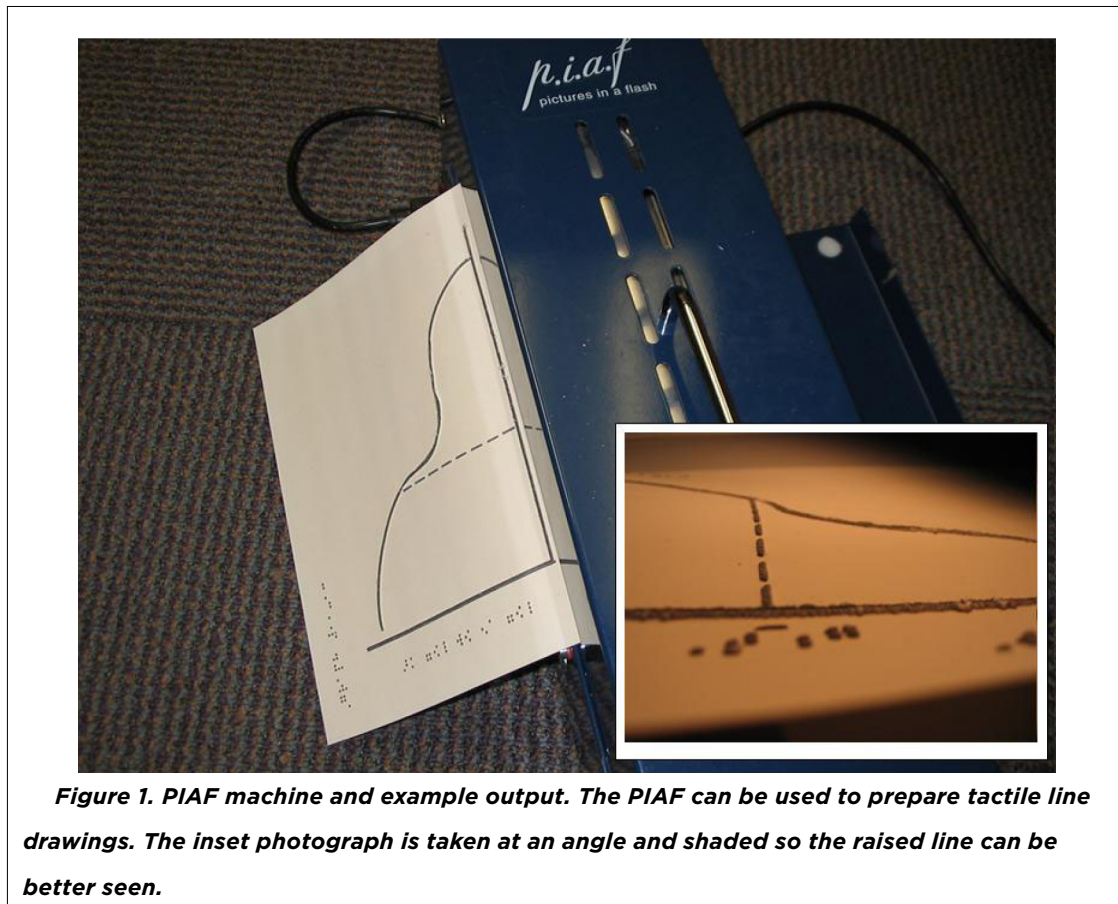 p.i.a.f
pictures in a flash
Figure 1. PIAF machine and example output. The PIAF can be used to prepare tactile line
drawings. The inset photograph is taken at an angle and shaded so the raised line can be
better seen.